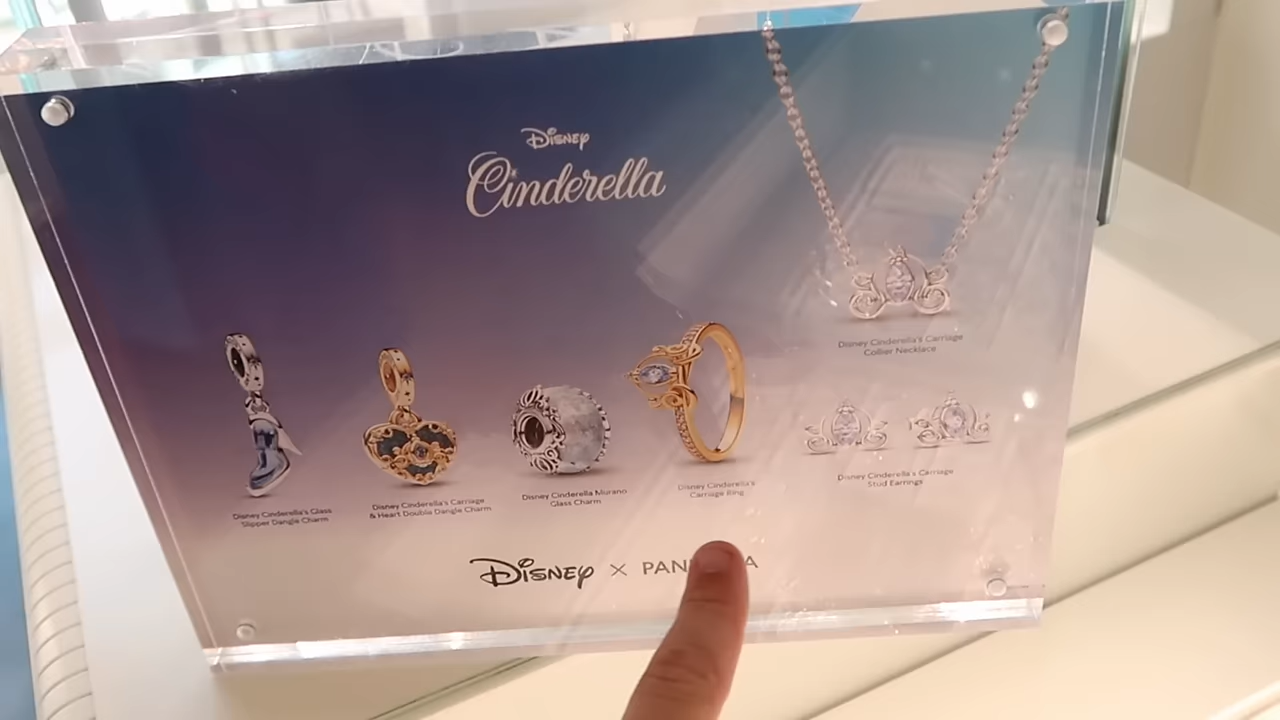 Disney
Cinderella
Disney Cinderella's Carriage
Collier Necklace
Disney Cinderella's Carriage
Stud Earrings
Disney Cinderella's
Carriage Ring
Disney Cinderella Murano
Glass Charm
Disney Cinderella's Carriage
& Heart Double Dangle Charm
Disney Cinderella's Glass
Slipper Dangle Charm
Disney × PAN A